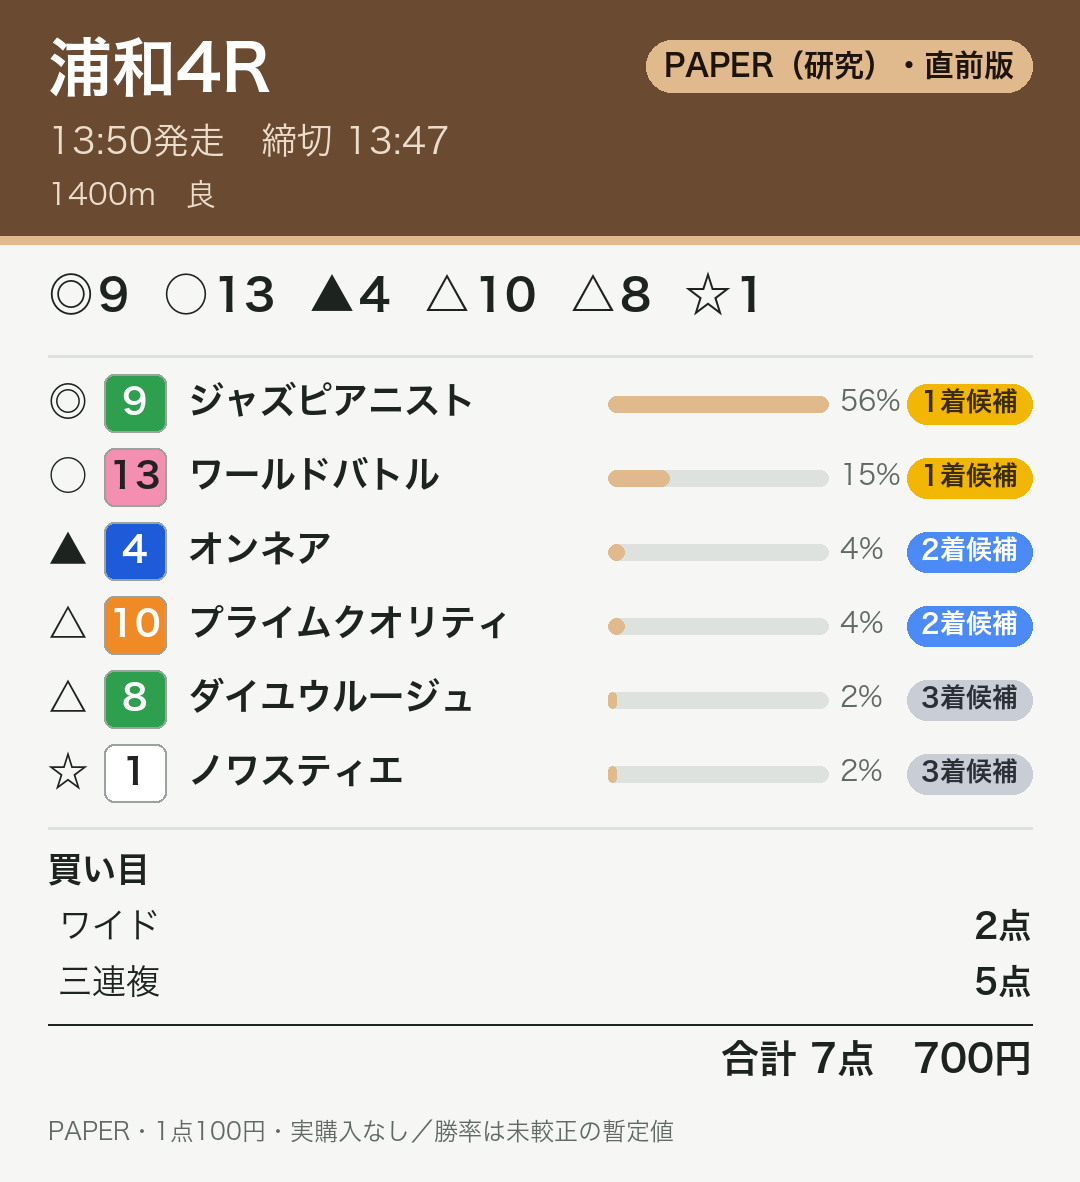 浦和4R
PAPER（研究）・直前版
13:50発走　締切 13:47
1400m　良
◎9 ○13 ▲4 △10 △8 ☆1
◎ 9 ジャズピアニスト 56% 1着候補
○ 13 ワールドバトル 15% 1着候補
▲ 4 オンネア 4% 2着候補
△ 10 プライムクオリティ 4% 2着候補
△ 8 ダイユウルージュ 2% 3着候補
☆ 1 ノワスティエ 2% 3着候補
買い目
ワイド 2点
三連複 5点
合計 7点　700円
PAPER・1点100円・実購入なし／勝率は未較正の暫定値